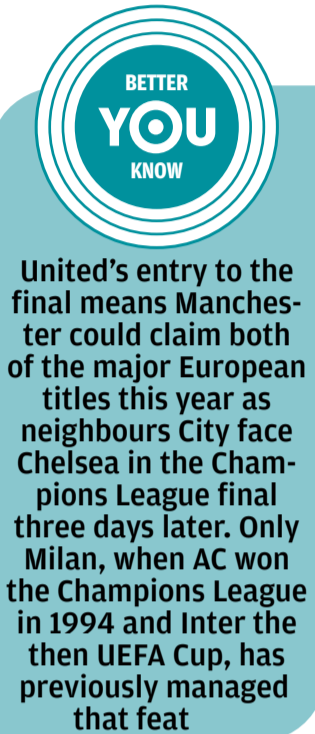 BETTER
YOU
KNOW
United’s entry to the
final means Manches-
ter could claim both
of the major European
titles this year as
neighbours City face
Chelsea in the Cham-
pions League final
three days later. Only
Milan, when AC won
the Champions League
in 1994 and Inter the
then UEFA Cup, has
previously managed
that feat